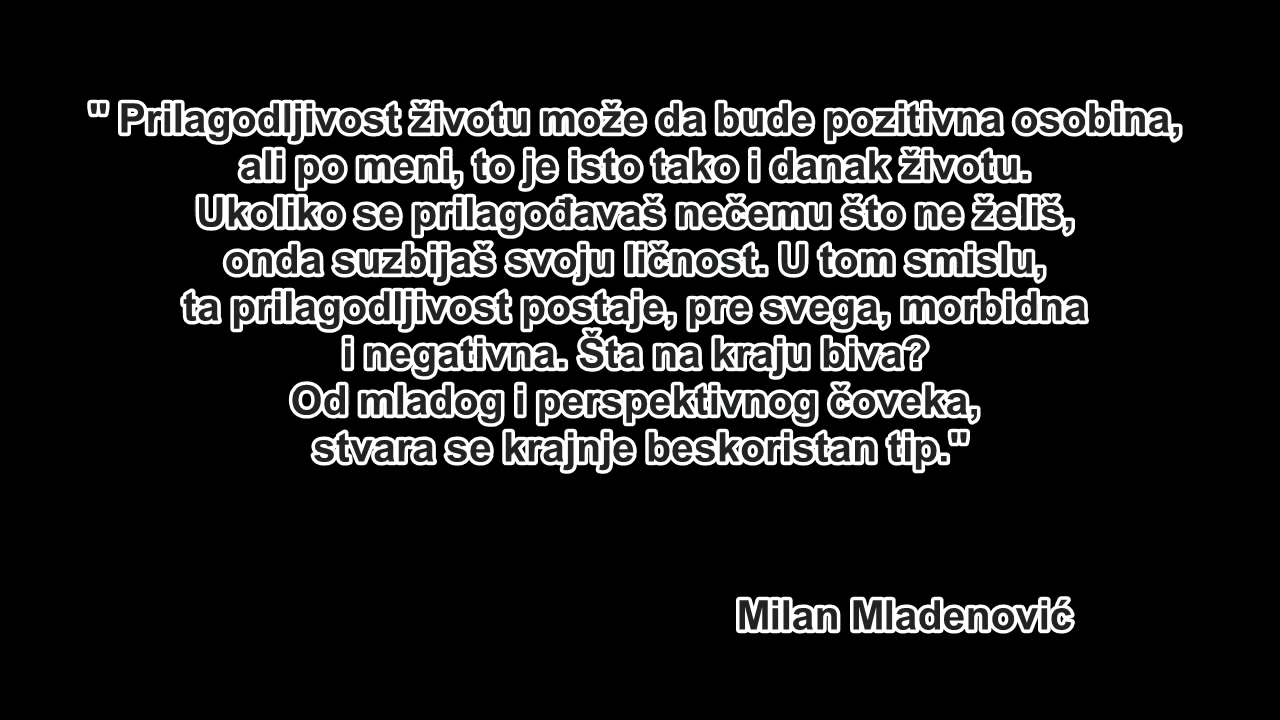 " Prilagodljivost životu može da bude pozitivna osobina,
ali po meni, to je isto tako i danak životu.
Ukoliko se prilagođavaš nečemu što ne želiš,
onda suzbijaš svoju ličnost. U tom smislu,
ta prilagodljivost postaje, pre svega, morbidna
i negativna. Šta na kraju biva?
Od mladog i perspektivnog čoveka,
stvara se krajnje beskoristan tip."
Milan Mladenović